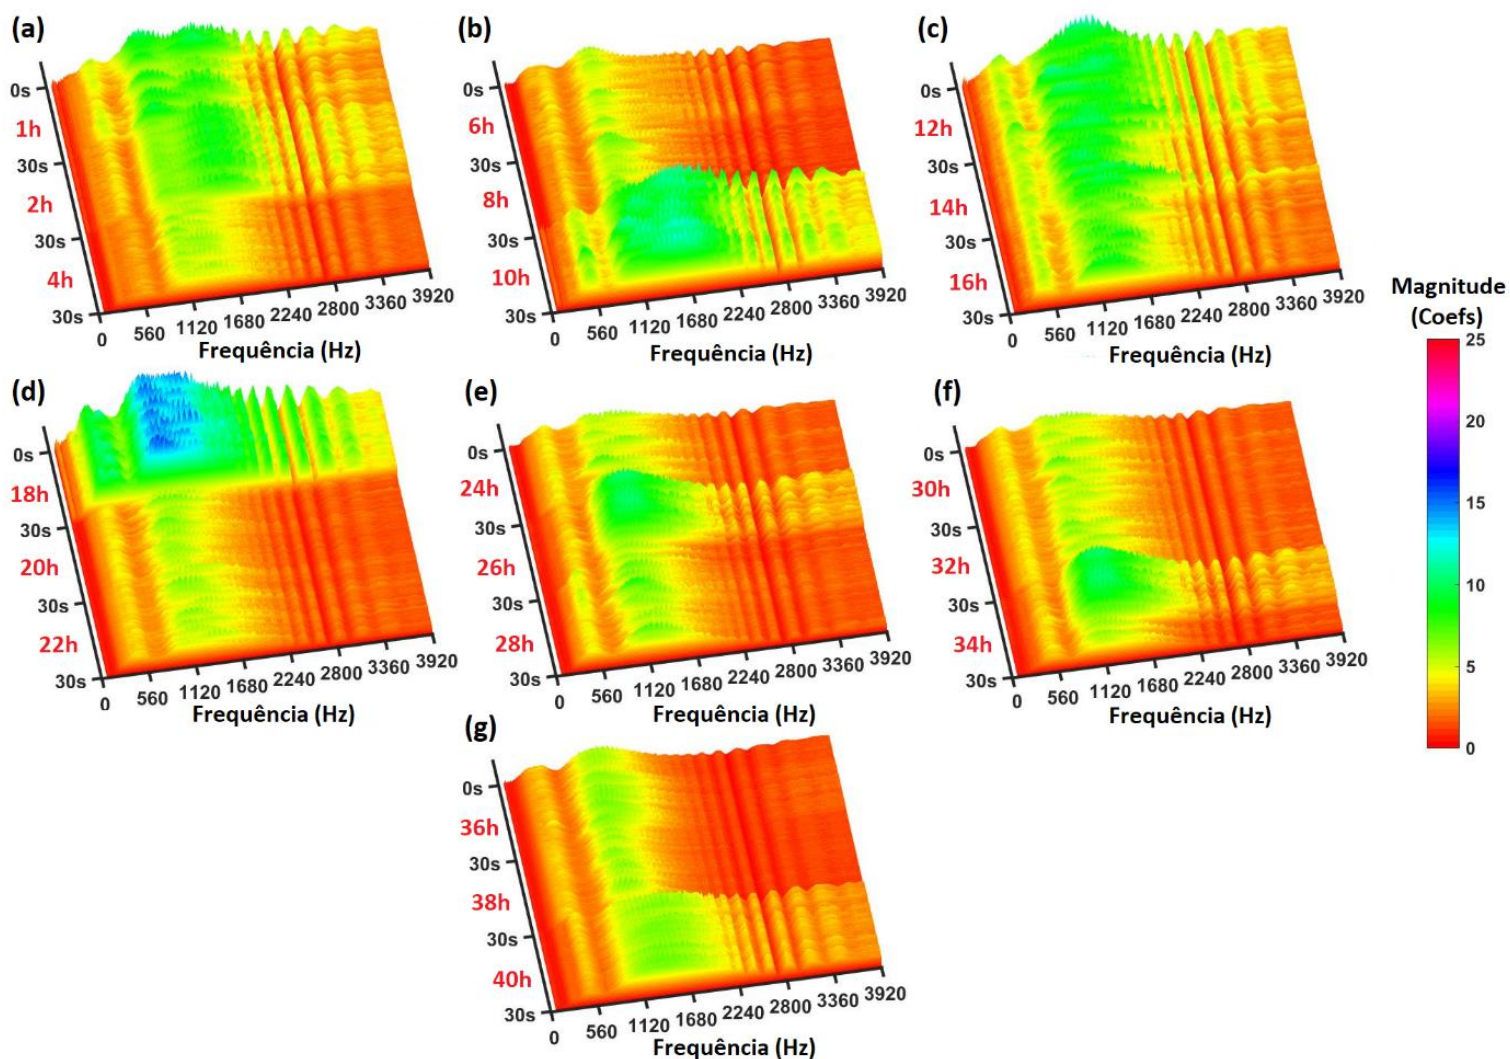 (a)
0s
1h
30s
2h
30s
4h
30s
0 560 1120 1680 2240 2800 3360 3920
Frequência (Hz)
(b)
0s
6h
30s
8h
30s
10h
30s
0 560 1120 1680 2240 2800 3360 3920
Frequência (Hz)
(c)
0s
12h
30s
14h
30s
16h
30s
0 560 1120 1680 2240 2800 3360 3920
Frequência (Hz)
Magnitude
(Coefs)
25
20
15
10
5
0
(d)
0s
18h
30s
20h
30s
22h
30s
0 560 1120 1680 2240 2800 3360 3920
Frequência (Hz)
(e)
0s
24h
30s
26h
30s
28h
30s
0 560 1120 1680 2240 2800 3360 3920
Frequência (Hz)
(f)
0s
30h
30s
32h
30s
34h
30s
0 560 1120 1680 2240 2800 3360 3920
Frequência (Hz)
(g)
0s
36h
30s
38h
30s
40h
30s
0 560 1120 1680 2240 2800 3360 3920
Frequência (Hz)